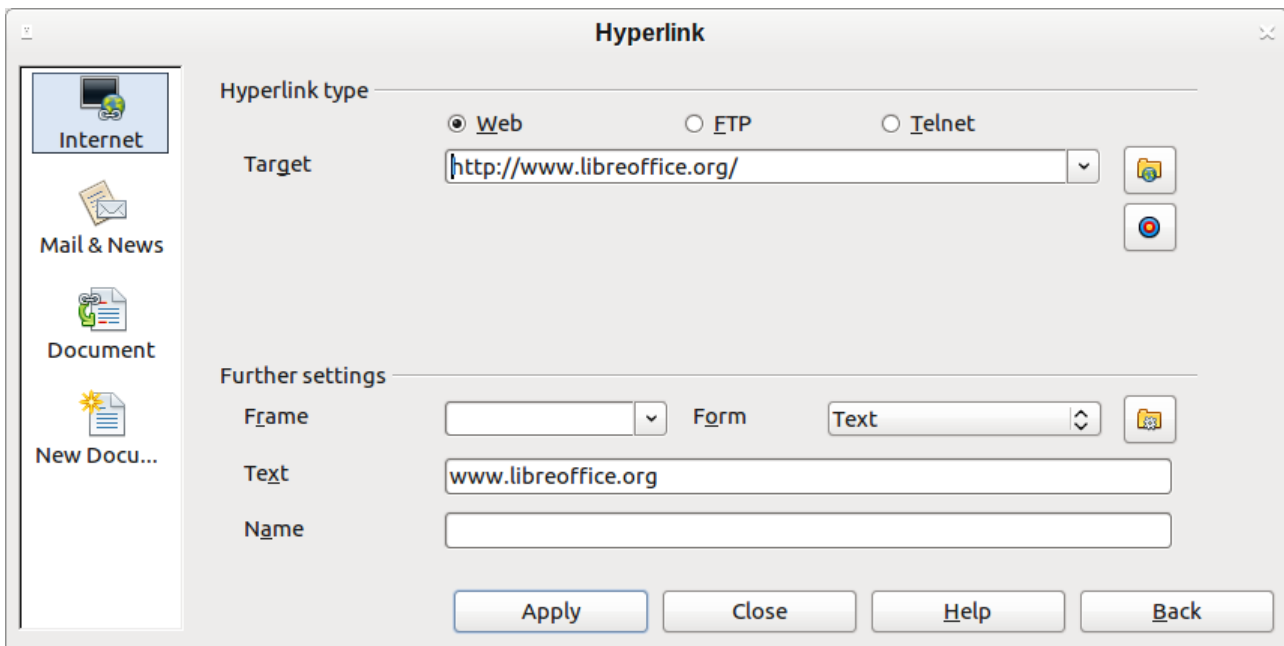 Hyperlink
Internet
Mail & News
Document
New Docu...
Hyperlink type
Web FTP Telnet
Target http://www.libreoffice.org/
Further settings
Frame Form Text
Text www.libreoffice.org
Name
Apply Close Help Back